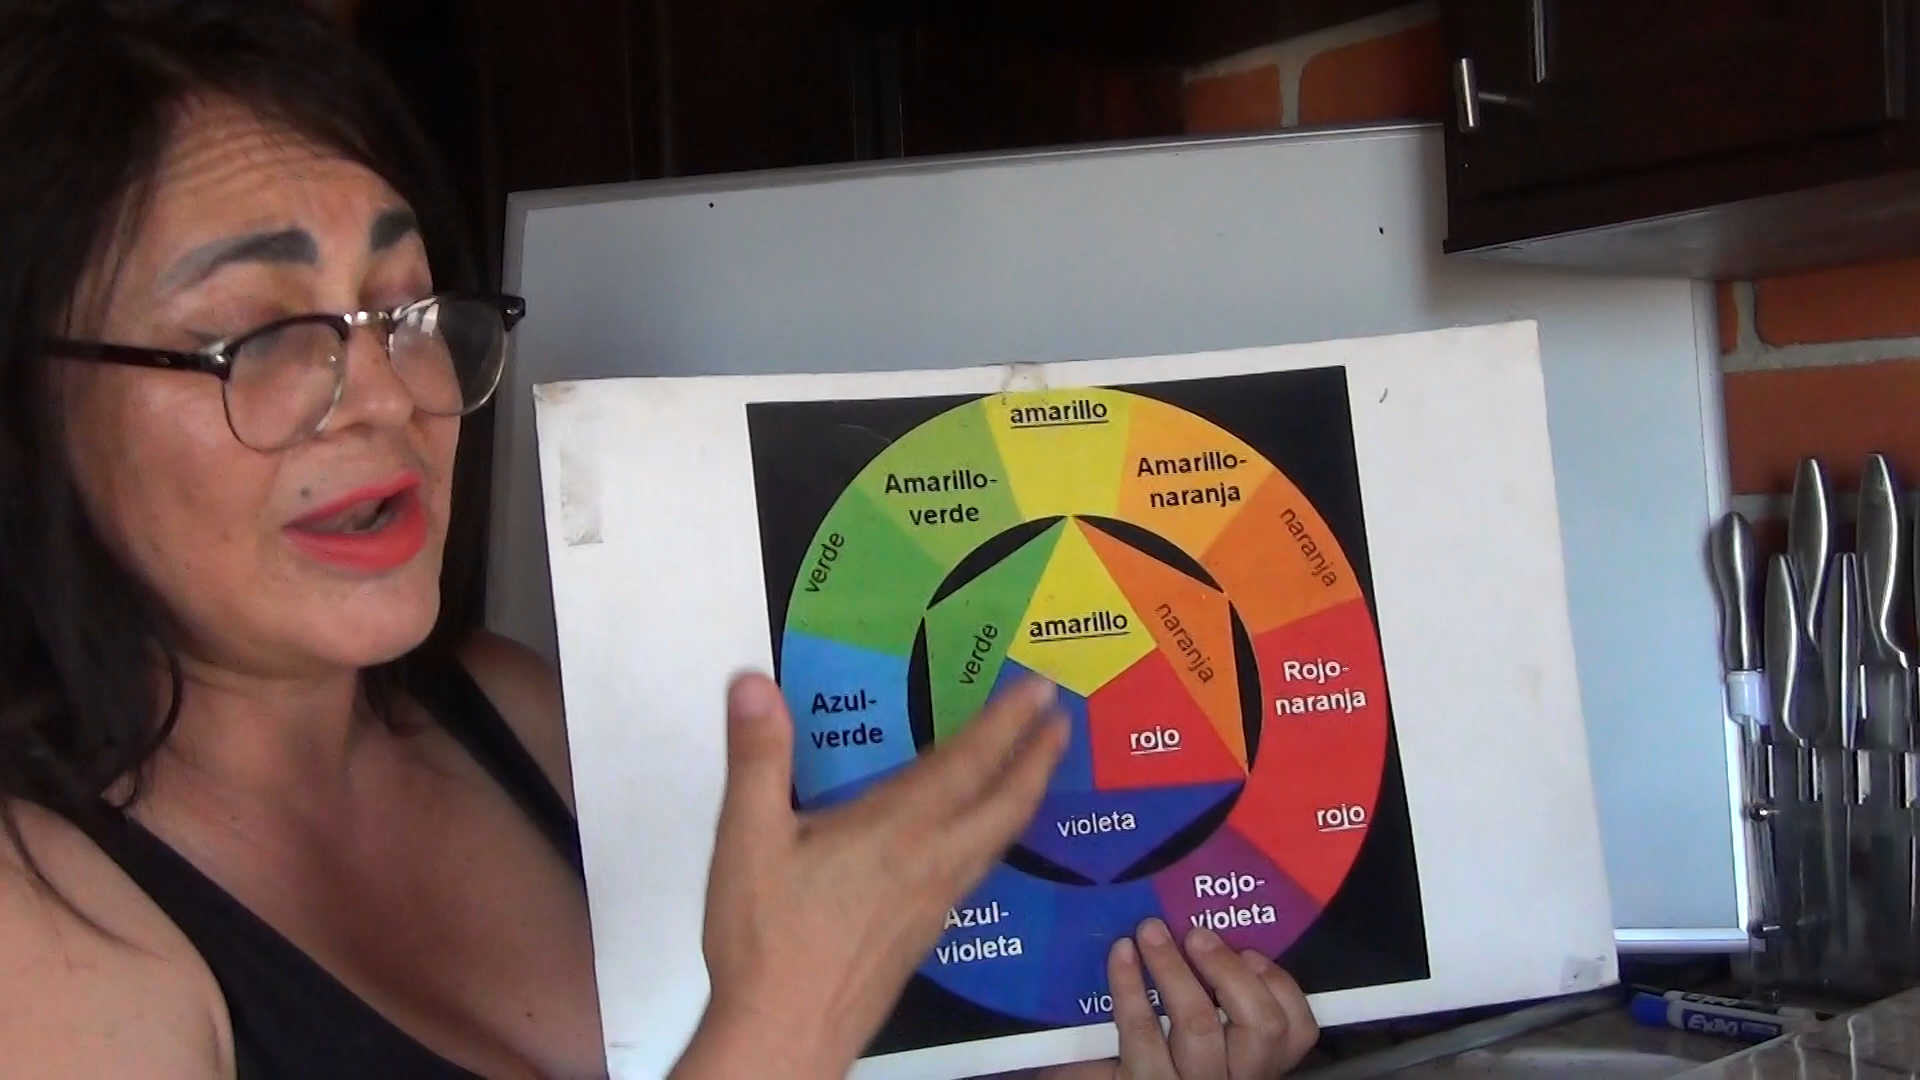 amarillo
Amarillo-
verde
Amarillo-
naranja
verde
naranja
verde
amarillo
naranja
Azul-
verde
rojo
Rojo-
naranja
violeta
rojo
Azul-
violeta
Rojo-
violeta
EXPO